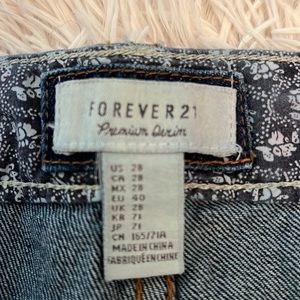 FOREVER 21
Premium Denim
US 28
CA 28
MX 28
EU 40
UK 28
KR 71
JP 71
CN 165/71A
MADE IN CHINA
FABRIQUÉ EN CHINE